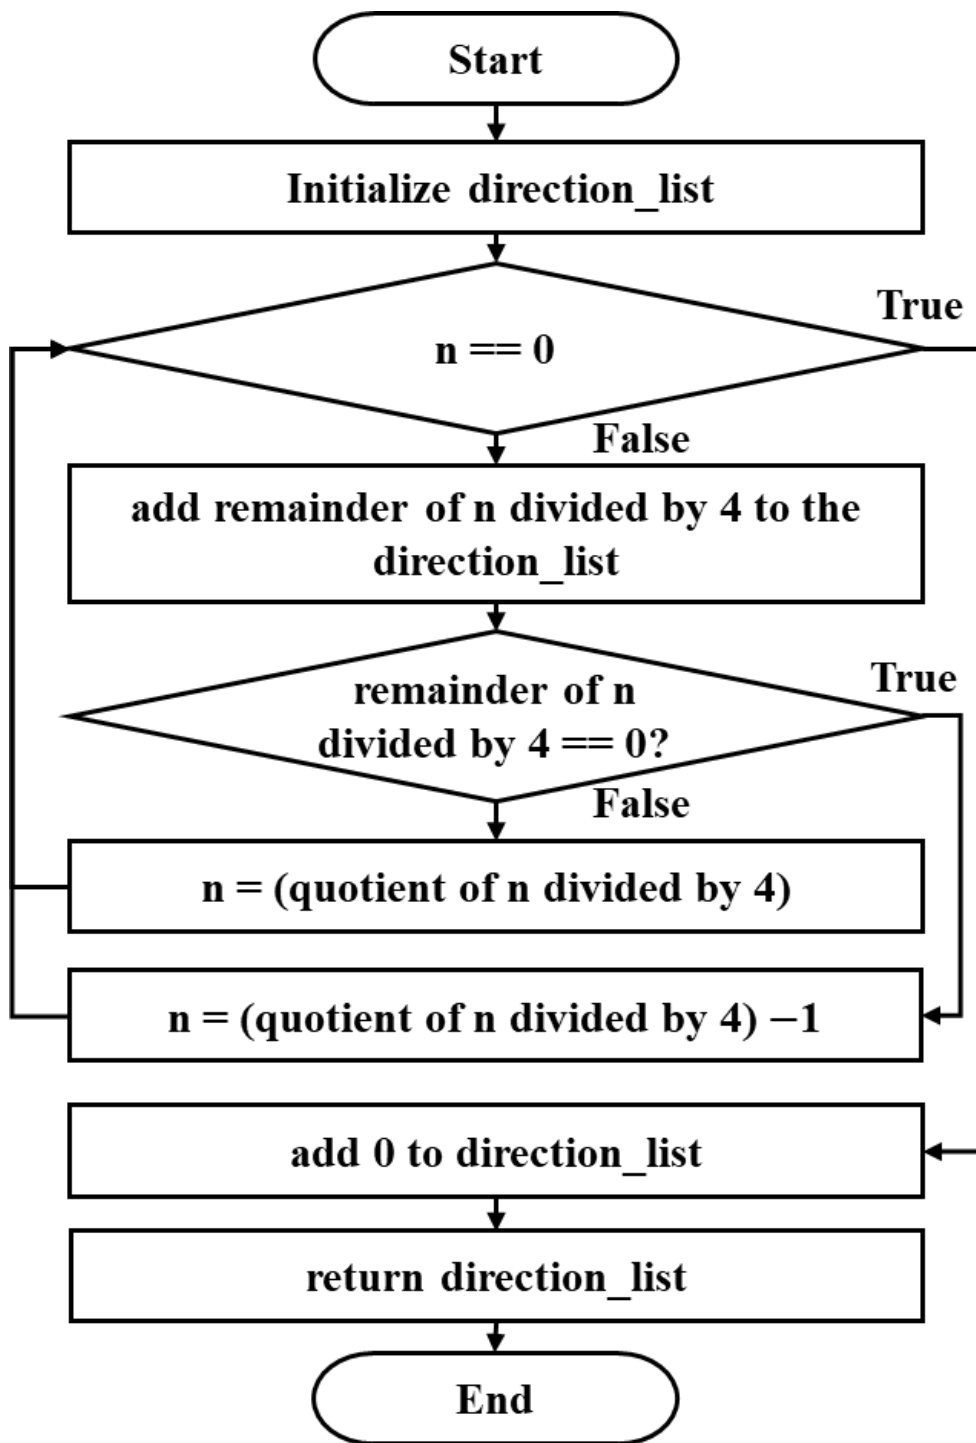 Start
Initialize direction_list
True
n == 0
False
add remainder of n divided by 4 to the
direction_list
True
remainder of n
divided by 4 == 0?
False
n = (quotient of n divided by 4)
n = (quotient of n divided by 4) −1
add 0 to direction_list
return direction_list
End